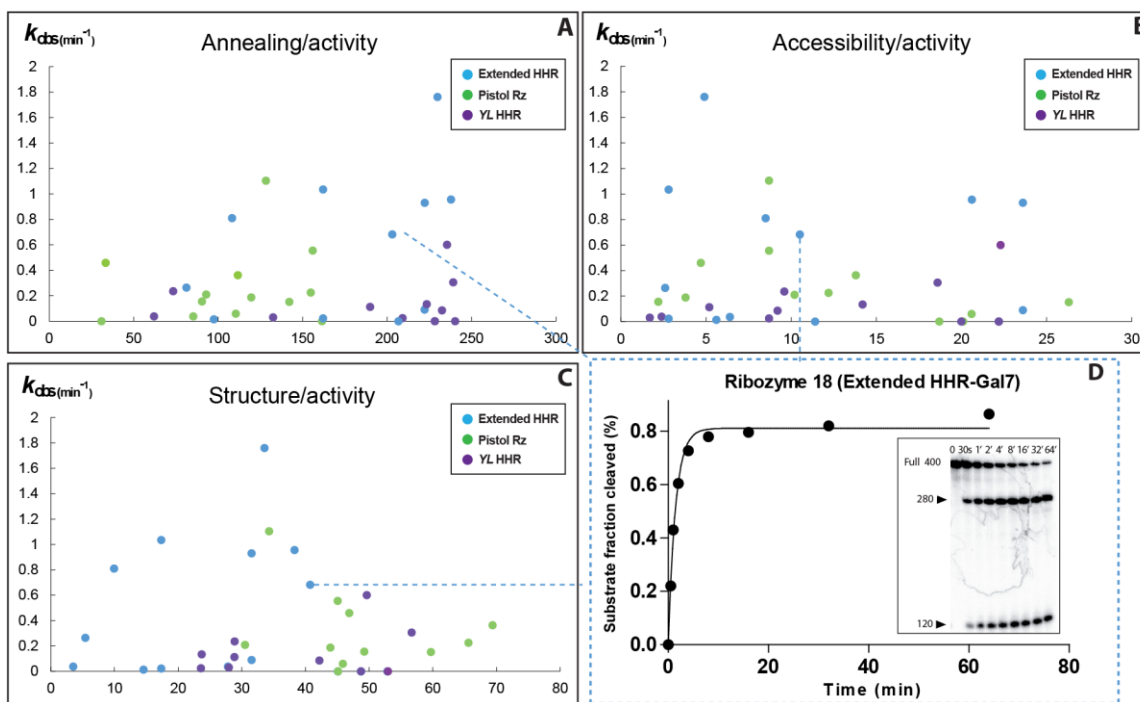 A
k obs(min⁻¹)
Annealing/activity
2
1.8
1.6
1.4
1.2
1
0.8
0.6
0.4
0.2
0
0 50 100 150 200 250 300
Extended HHR
Pistol Rz
YL HHR
B
k obs(min⁻¹)
Accessibility/activity
2
1.8
1.6
1.4
1.2
1
0.8
0.6
0.4
0.2
0
0 5 10 15 20 25 30
Extended HHR
Pistol Rz
YL HHR
C
k obs(min⁻¹)
Structure/activity
2
1.8
1.6
1.4
1.2
1
0.8
0.6
0.4
0.2
0
0 10 20 30 40 50 60 70 80
Extended HHR
Pistol Rz
YL HHR
D
Ribozyme 18 (Extended HHR-Gal7)
Substrate fraction cleaved (%)
0.8
0.6
0.4
0.2
0.0
0 20 40 60 80
Time (min)
0 30s 1' 2' 4' 8' 16' 32' 64'
Full 400
280
120